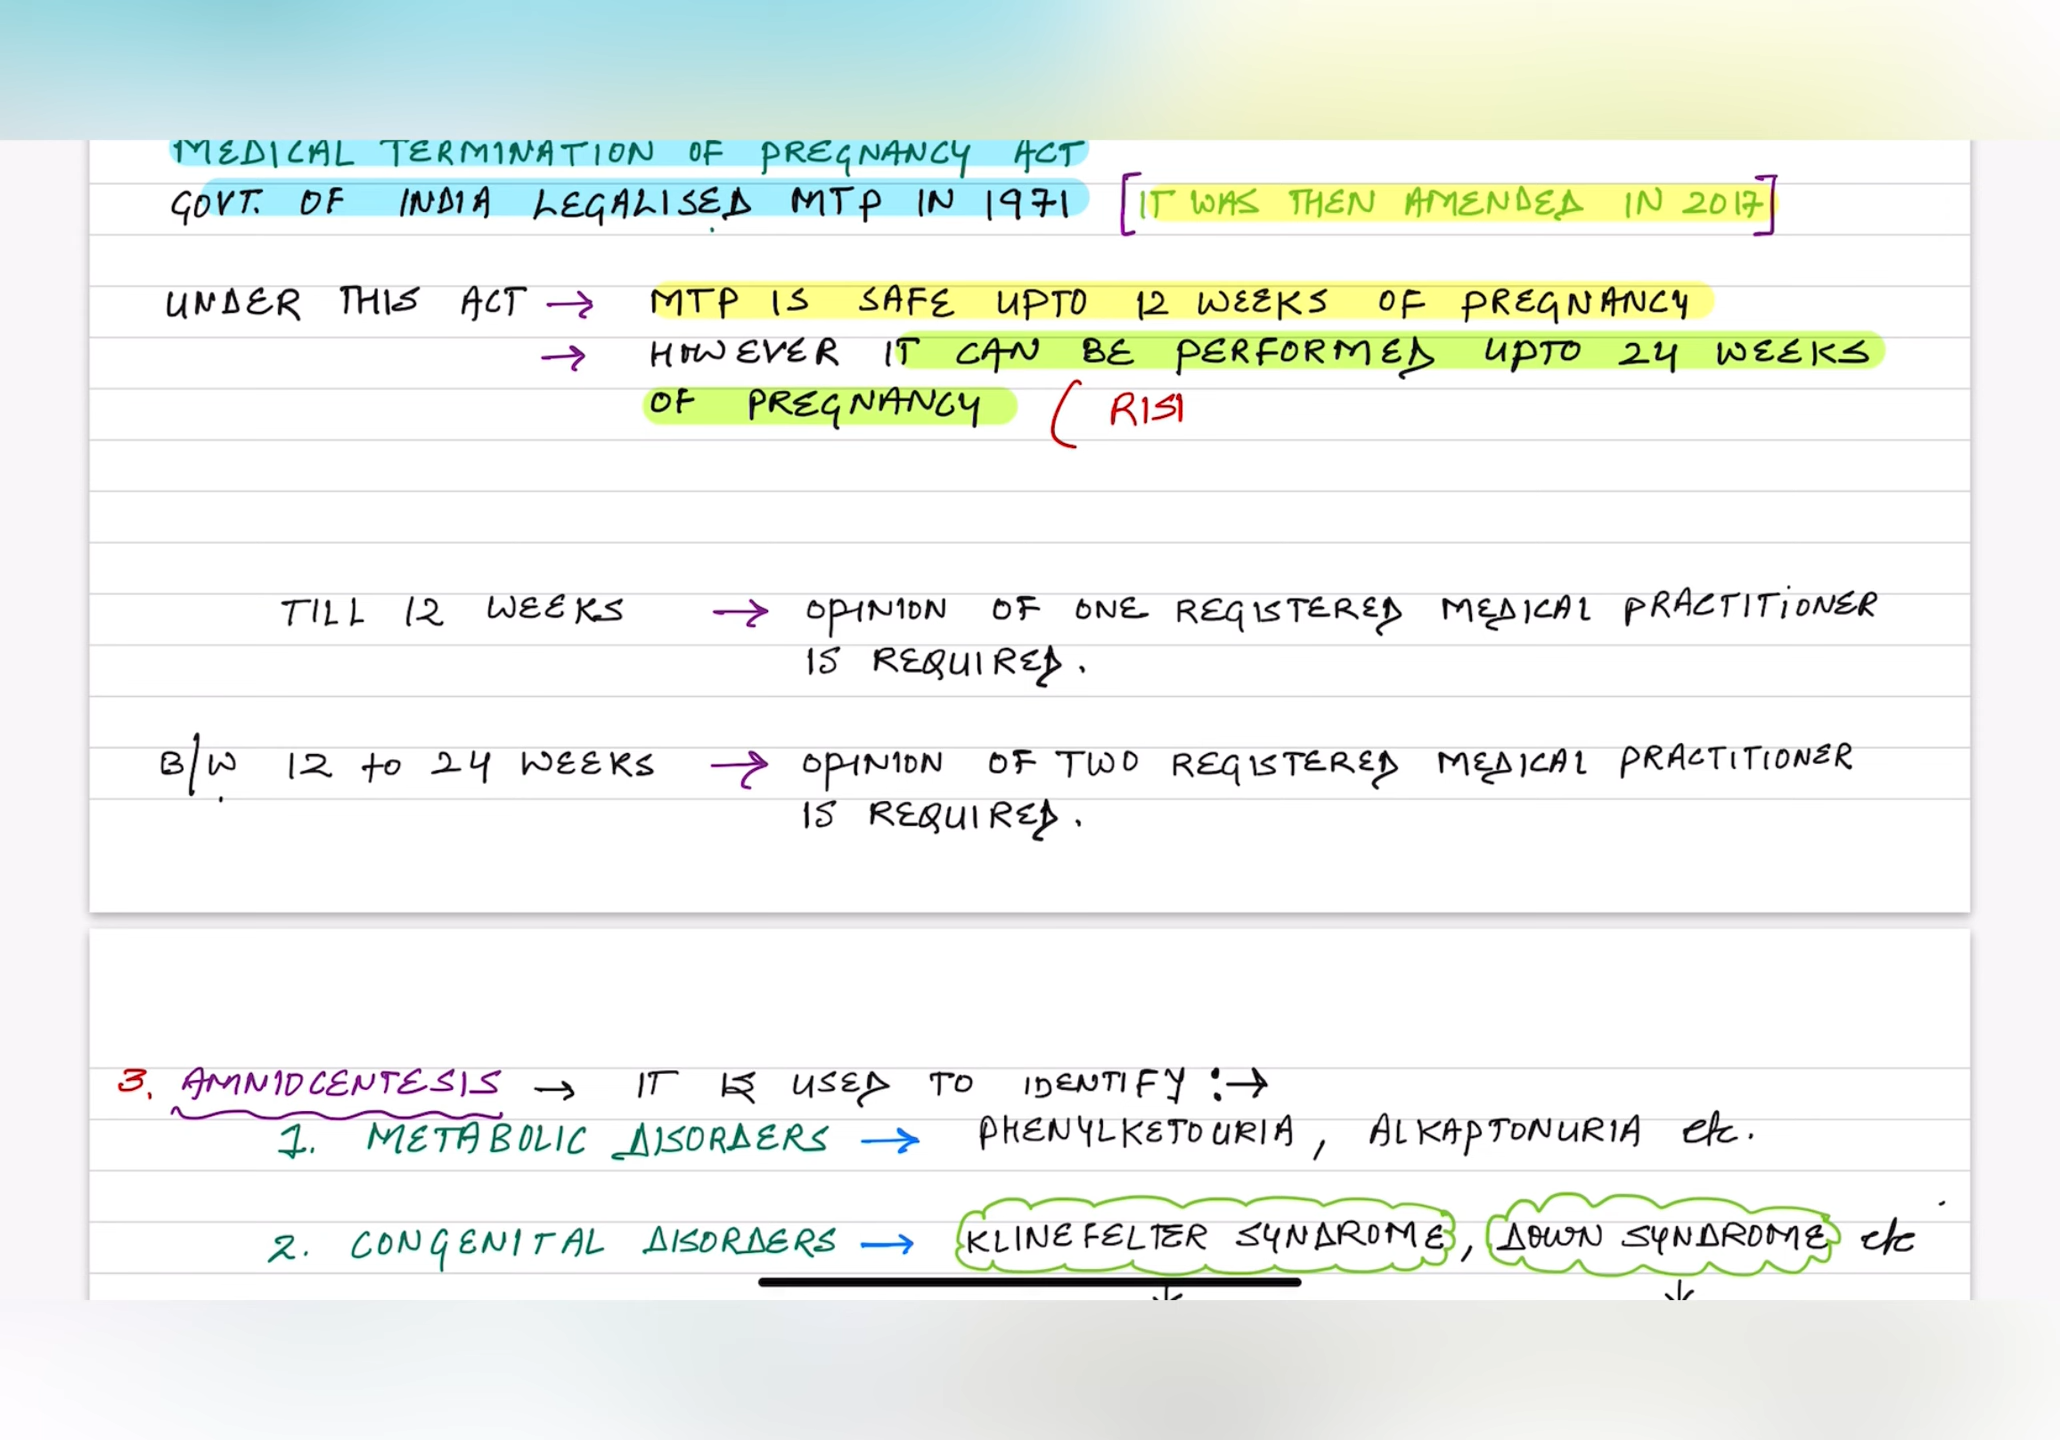 MEDICAL TERMINATION OF PREGNANCY ACT
GOVT. OF INDIA LEGALISED MTP IN 1971 [IT WAS THEN AMENDED IN 2017]
UNDER THIS ACT → MTP IS SAFE UPTO 12 WEEKS OF PREGNANCY
→ HOWEVER IT CAN BE PERFORMED UPTO 24 WEEKS
OF PREGNANCY ( RIS
TILL 12 WEEKS → OPINION OF ONE REGISTERED MEDICAL PRACTITIONER
IS REQUIRED.
B/W 12 to 24 WEEKS → OPINION OF TWO REGISTERED MEDICAL PRACTITIONER
IS REQUIRED.
3. AMNIOCENTESIS → IT IS USED TO IDENTIFY :→
1. METABOLIC DISORDERS → PHENYLKETOURIA, ALKAPTONURIA etc.
2. CONGENITAL DISORDERS → KLINEFELTER SYNDROME, DOWN SYNDROME etc